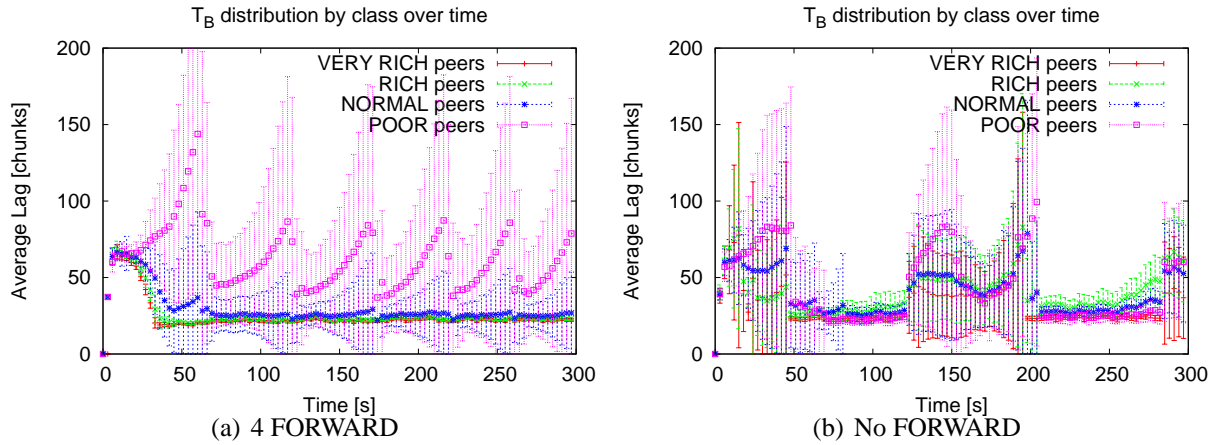 T_B distribution by class over time
200
150
100
50
0
Average Lag [chunks]
VERY RICH peers
RICH peers
NORMAL peers
POOR peers
0 50 100 150 200 250 300
Time [s]
(a) 4 FORWARD
T_B distribution by class over time
200
150
100
50
0
Average Lag [chunks]
VERY RICH peers
RICH peers
NORMAL peers
POOR peers
0 50 100 150 200 250 300
Time [s]
(b) No FORWARD